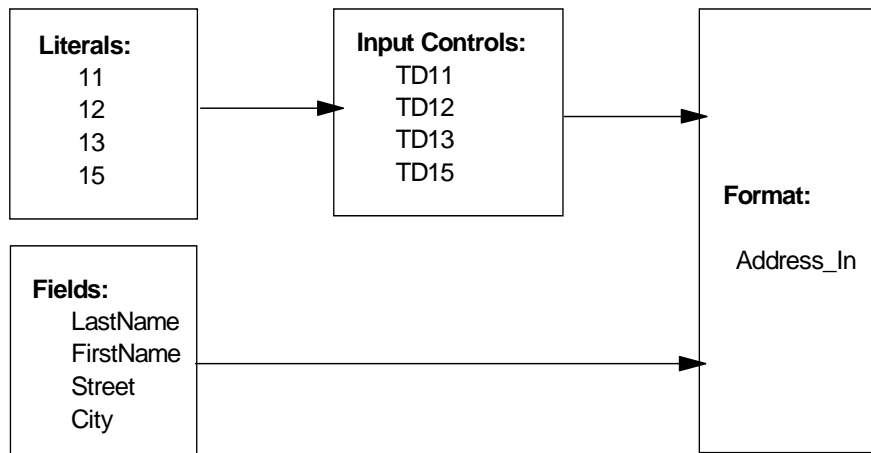 Literals:
11
12
13
15
Input Controls:
TD11
TD12
TD13
TD15
Format:
Address_In
Fields:
LastName
FirstName
Street
City